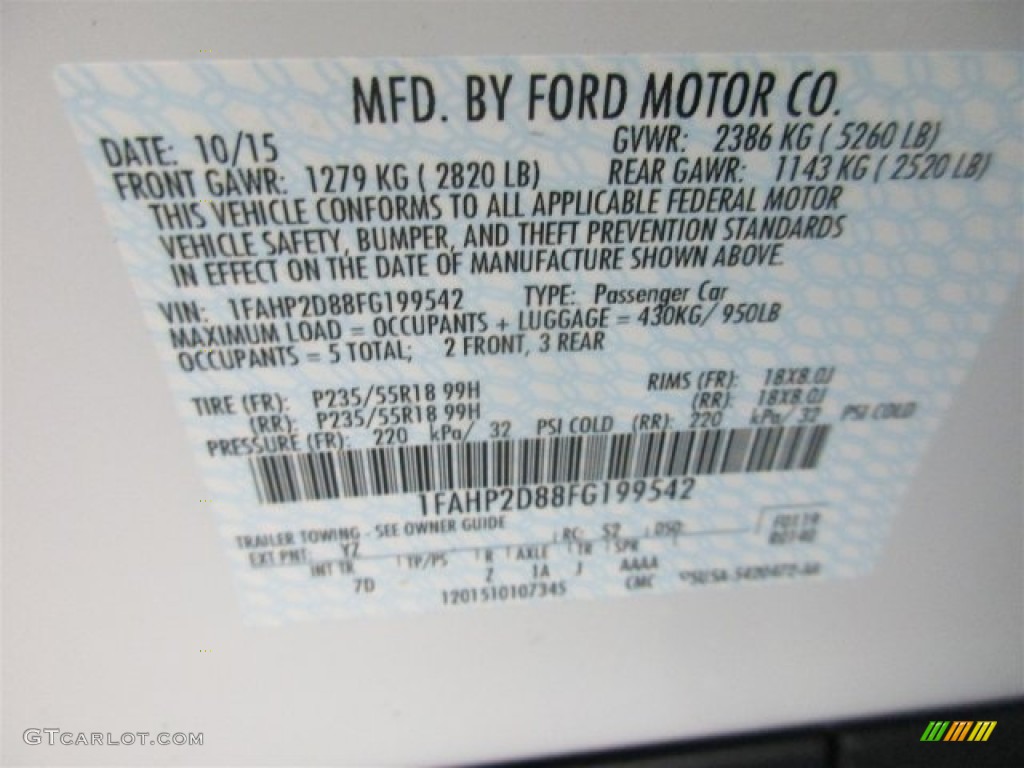 MFD. BY FORD MOTOR CO.
DATE: 10/15 GVWR: 2386 KG ( 5260 LB)
FRONT GAWR: 1279 KG ( 2820 LB) REAR GAWR: 1143 KG ( 2520 LB)
THIS VEHICLE CONFORMS TO ALL APPLICABLE FEDERAL MOTOR
VEHICLE SAFETY, BUMPER, AND THEFT PREVENTION STANDARDS
IN EFFECT ON THE DATE OF MANUFACTURE SHOWN ABOVE.
VIN: 1FAHP2D88FG199542 TYPE: Passenger Car
MAXIMUM LOAD = OCCUPANTS + LUGGAGE = 430KG/ 950LB
OCCUPANTS = 5 TOTAL; 2 FRONT, 3 REAR
TIRE (FR): P235/55R18 99H RIMS (FR): 18X8.0J
(RR): P235/55R18 99H (RR): 18X8.0J
PRESSURE (FR): 220 kPa/ 32 PSI COLD (RR): 220 kPa/ 32 PSI COLD
1FAHP2D88FG199542
TRAILER TOWING - SEE OWNER GUIDE RC: 52 DSO:
EXT PNT: YZ
INT TR TP/PS R AXLE TR SPR
7D 2 1A J AAAA
1201510107345 CMC
GTCARLOT.COM